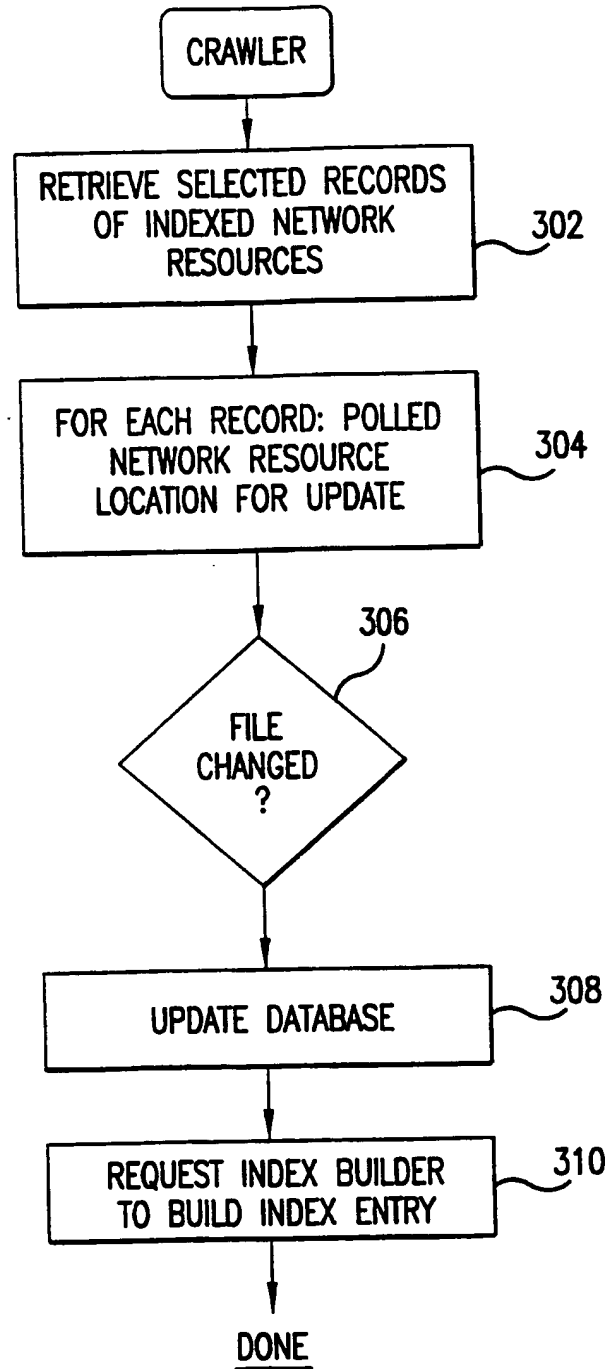 CRAWLER
RETRIEVE SELECTED RECORDS
OF INDEXED NETWORK
RESOURCES
302
FOR EACH RECORD: POLLED
NETWORK RESOURCE
LOCATION FOR UPDATE
304
306
FILE
CHANGED
?
UPDATE DATABASE
308
REQUEST INDEX BUILDER
TO BUILD INDEX ENTRY
310
DONE